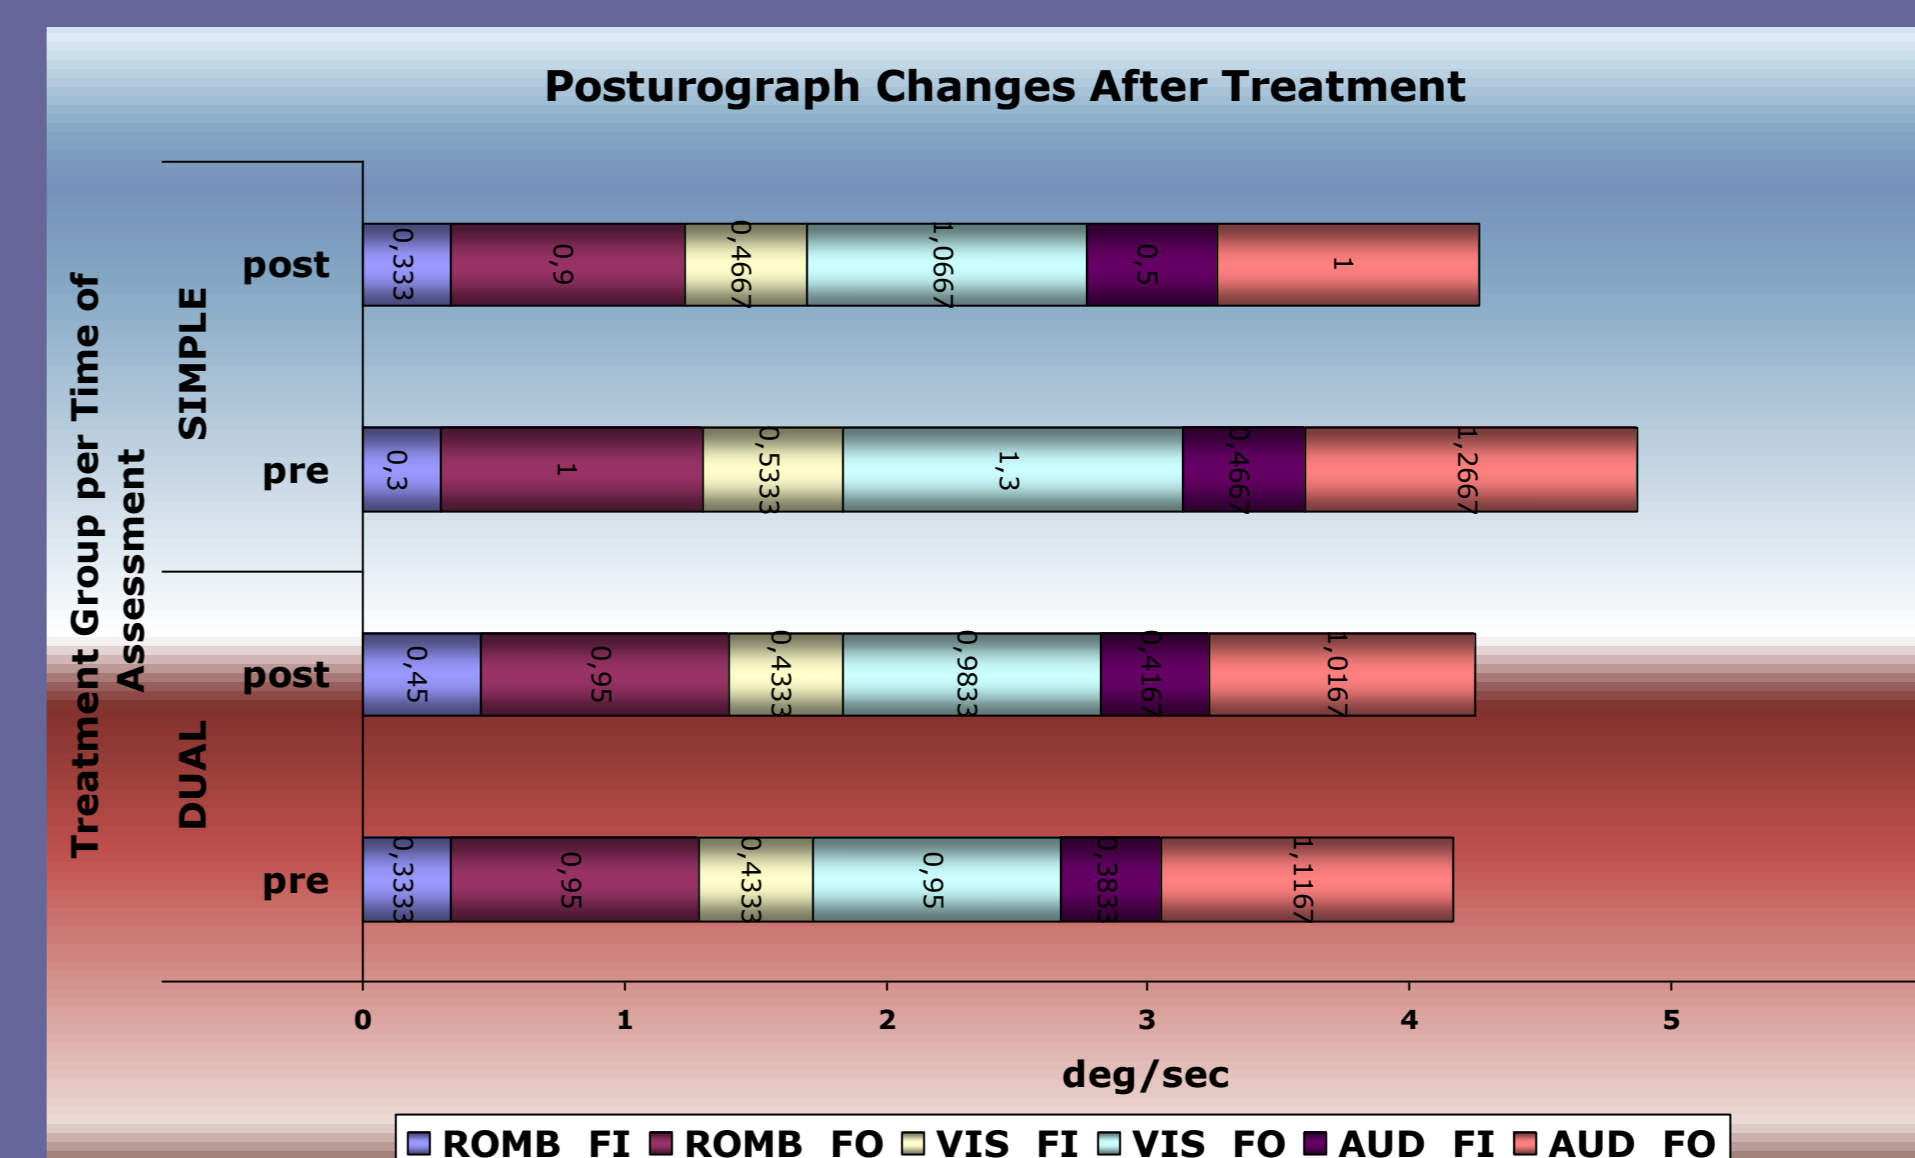 Posturograph Changes After Treatment
Treatment Group per Time of
Assessment
SIMPLE
post
0,333
0,9
0,4667
1,0667
0,5
1
pre
0,3
1
0,5333
1,3
0,4667
1,2667
DUAL
post
0,45
0,95
0,4333
0,9833
0,4167
1,0167
pre
0,3333
0,95
0,4333
0,95
0,3833
1,1167
0 1 2 3 4 5
deg/sec
ROMB FI ROMB FO VIS FI VIS FO AUD FI AUD FO